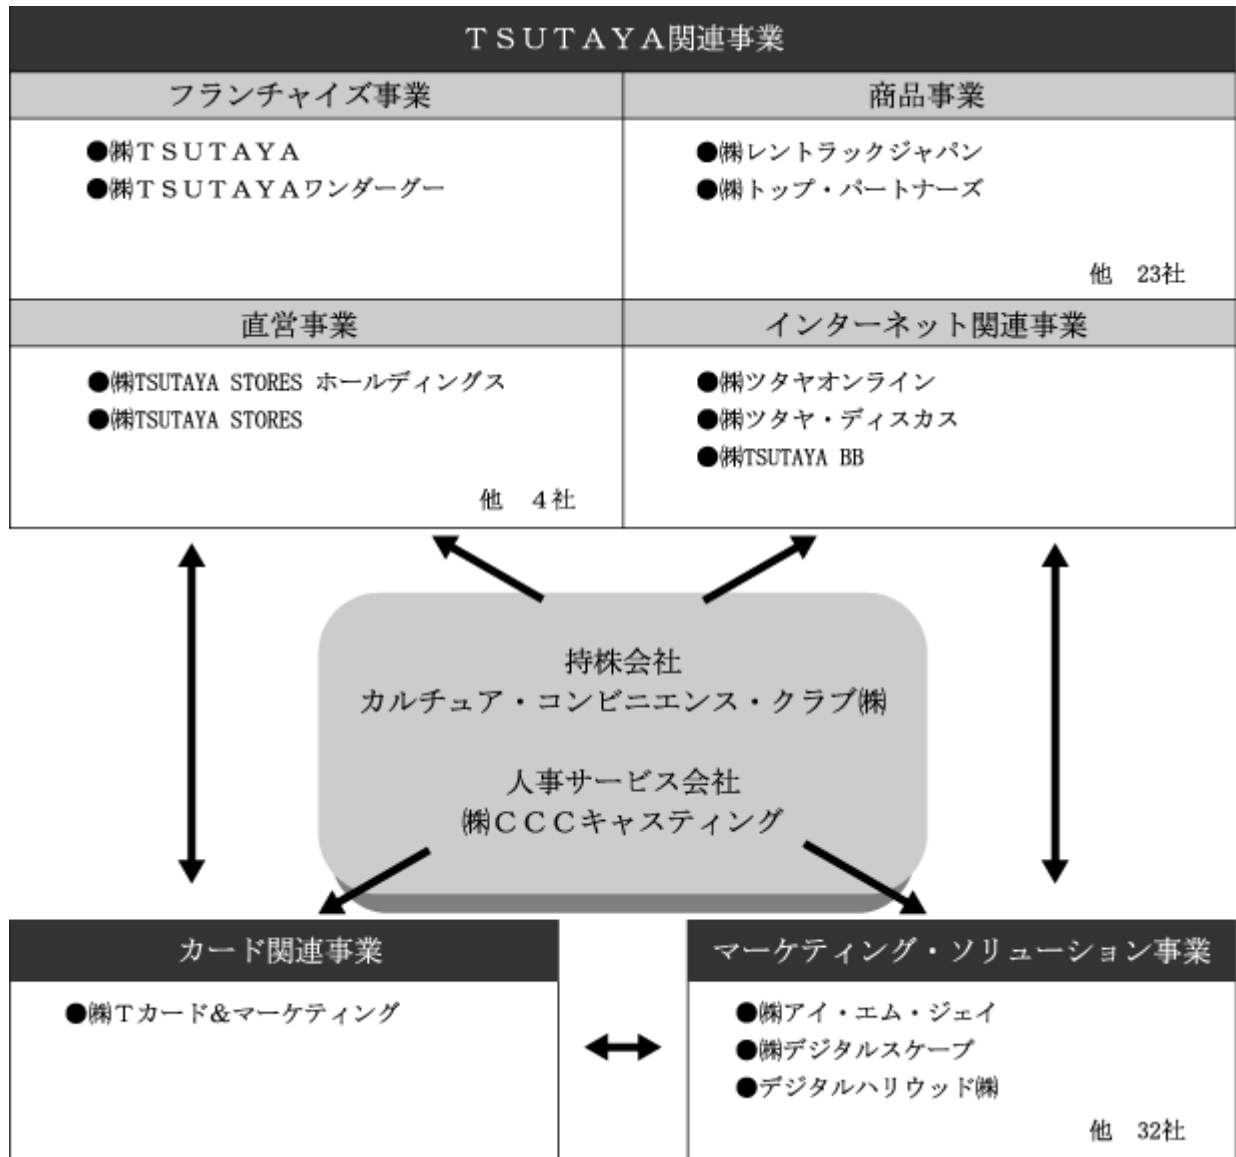 ＴＳＵＴＡＹＡ関連事業
フランチャイズ事業
●㈱ＴＳＵＴＡＹＡ
●㈱ＴＳＵＴＡＹＡワンダーグー
商品事業
●㈱レントラックジャパン
●㈱トップ・パートナーズ
他　23社
直営事業
●㈱TSUTAYA STORES ホールディングス
●㈱TSUTAYA STORES
他　４社
インターネット関連事業
●㈱ツタヤオンライン
●㈱ツタヤ・ディスカス
●㈱TSUTAYA BB
持株会社
カルチュア・コンビニエンス・クラブ㈱
人事サービス会社
㈱ＣＣＣキャスティング
カード関連事業
●㈱Ｔカード&マーケティング
マーケティング・ソリューション事業
●㈱アイ・エム・ジェイ
●㈱デジタルスケープ
●デジタルハリウッド㈱
他　32社